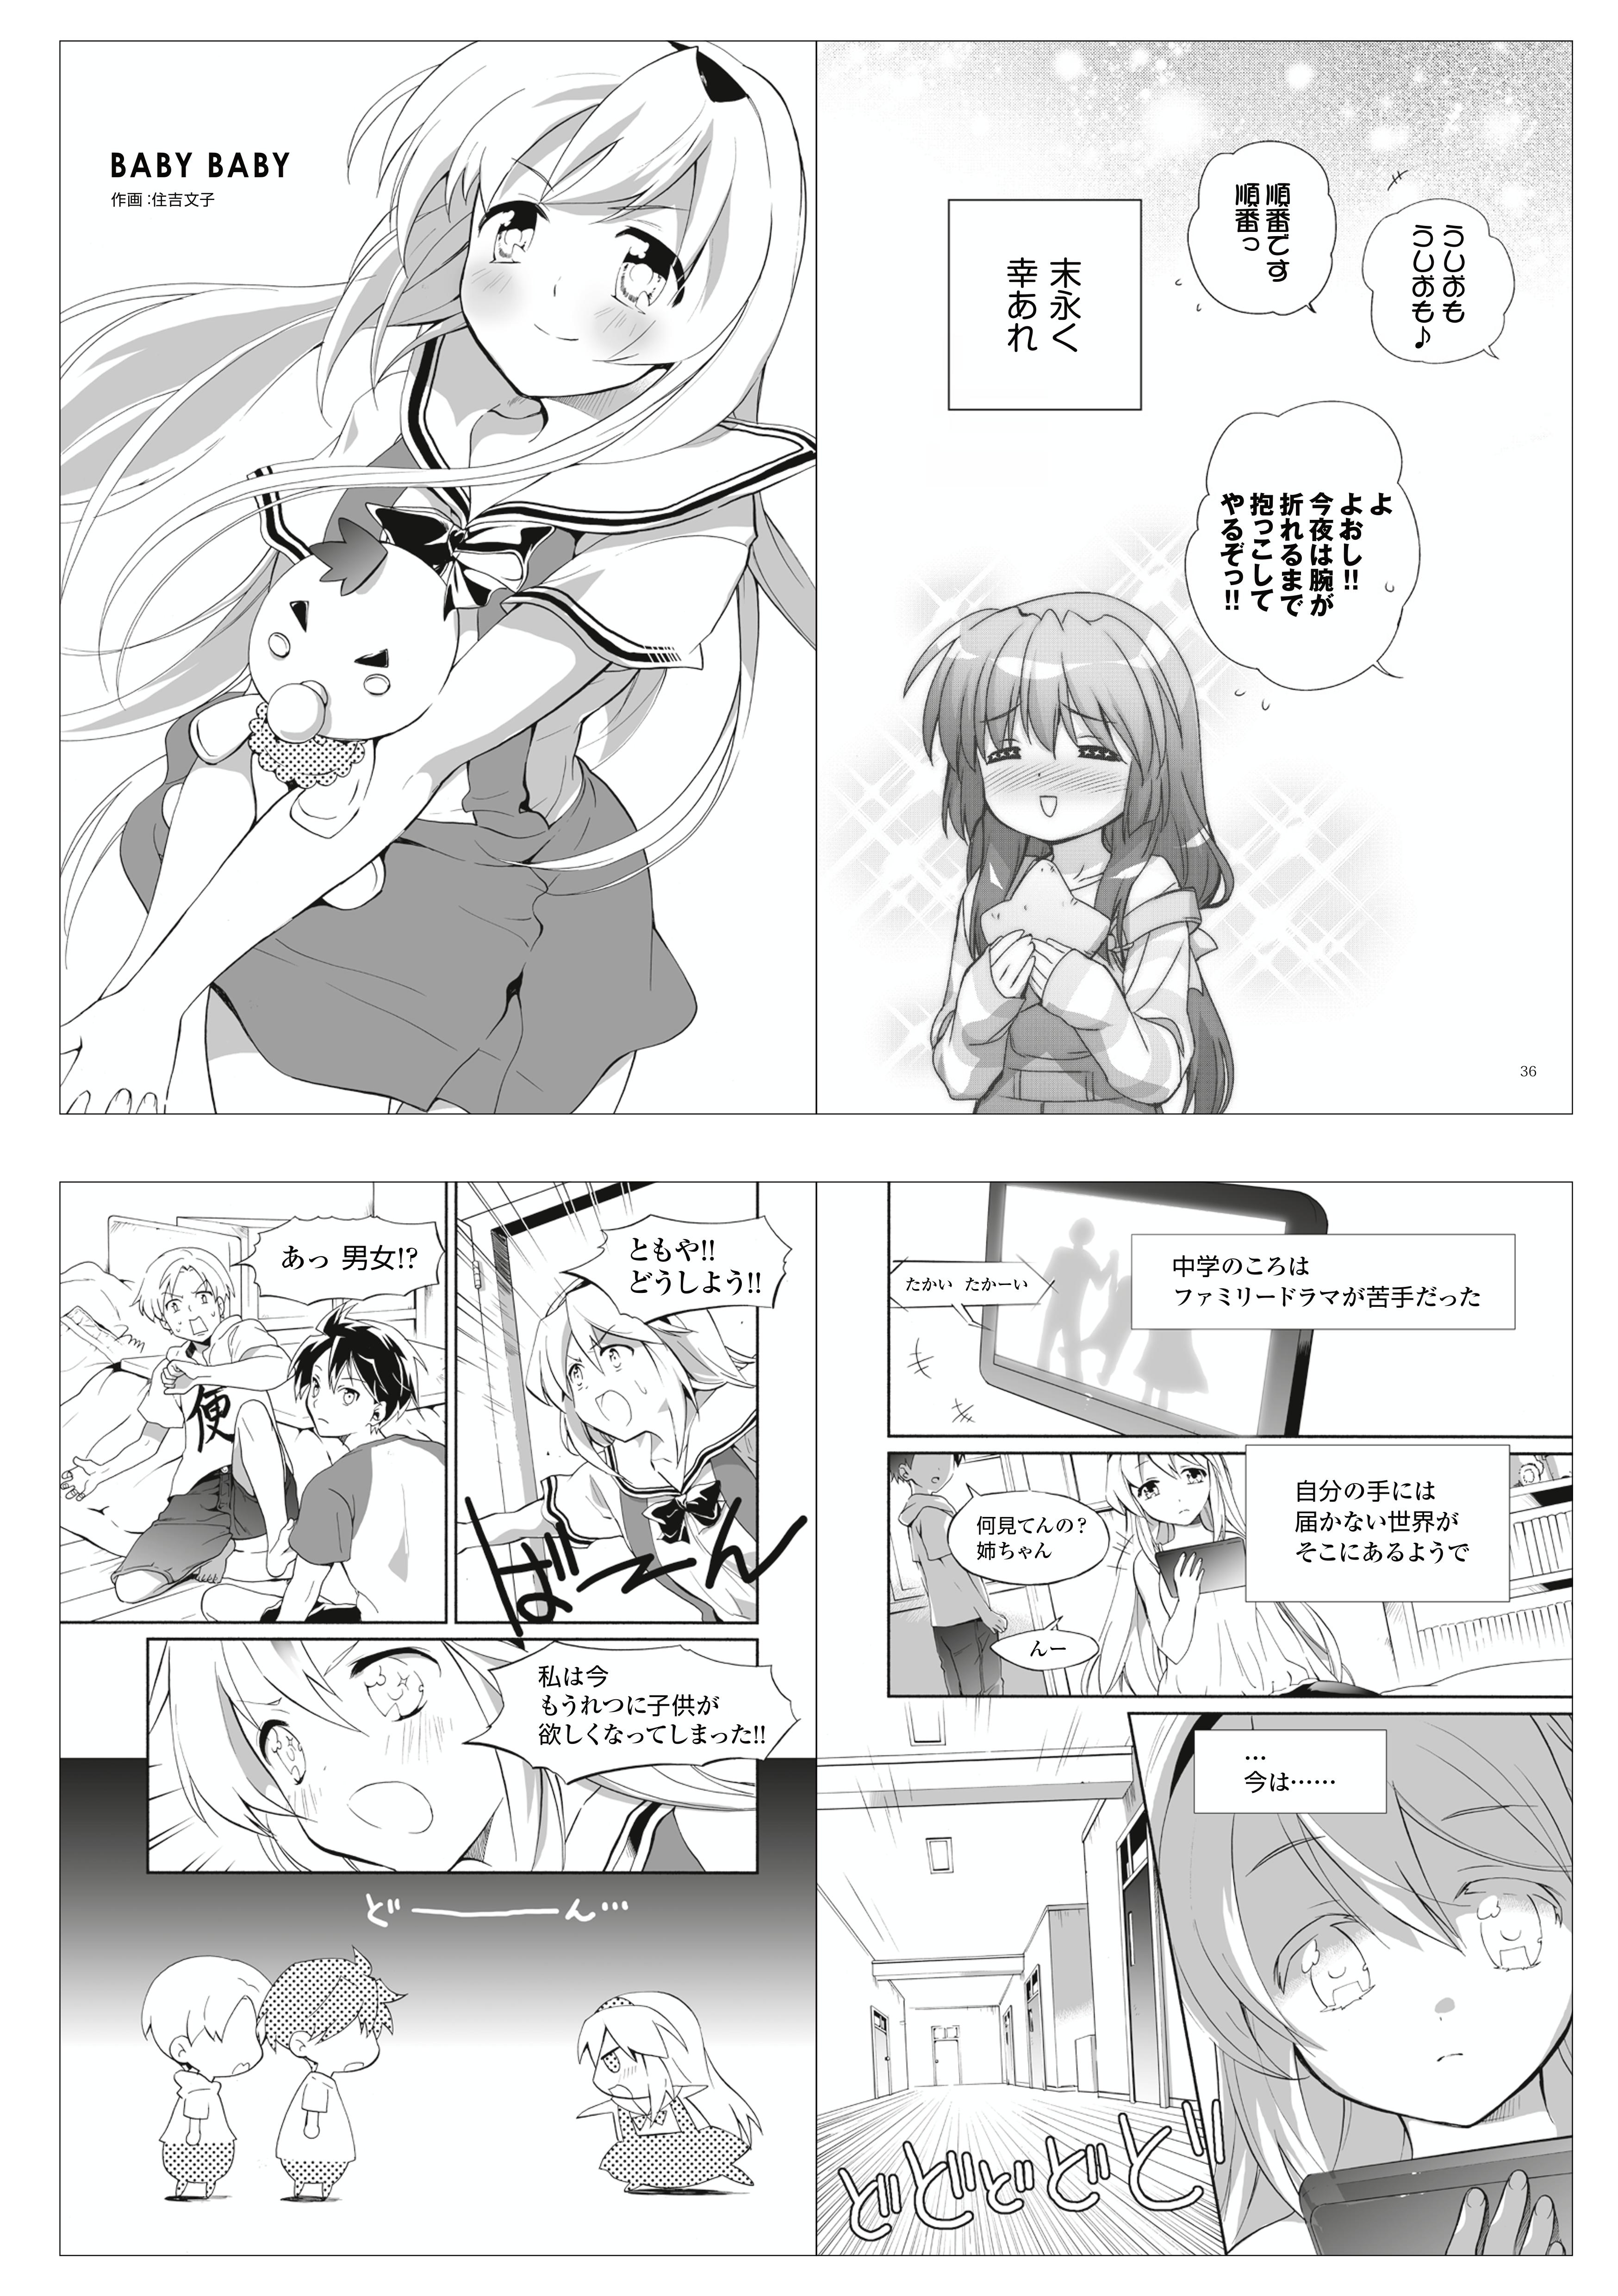 うしおも
うしおも♪
順番です
順番っ
末永く
幸あれ
よ
よおし!!
今夜は腕が
折れるまで
抱っこして
やるぞっ!!
36
BABY BABY
作画:住吉文子
中学のころは
ファミリードラマが苦手だった
たかい たかーい
自分の手には
届かない世界が
そこにあるようで
何見てんの?
姉ちゃん
んー
…
今は……
どどどどど
ともや!!
どうしよう!!
ばーん
あっ 男女!?
便
私は今
もうれつに子供が
欲しくなってしまった!!
どーん…